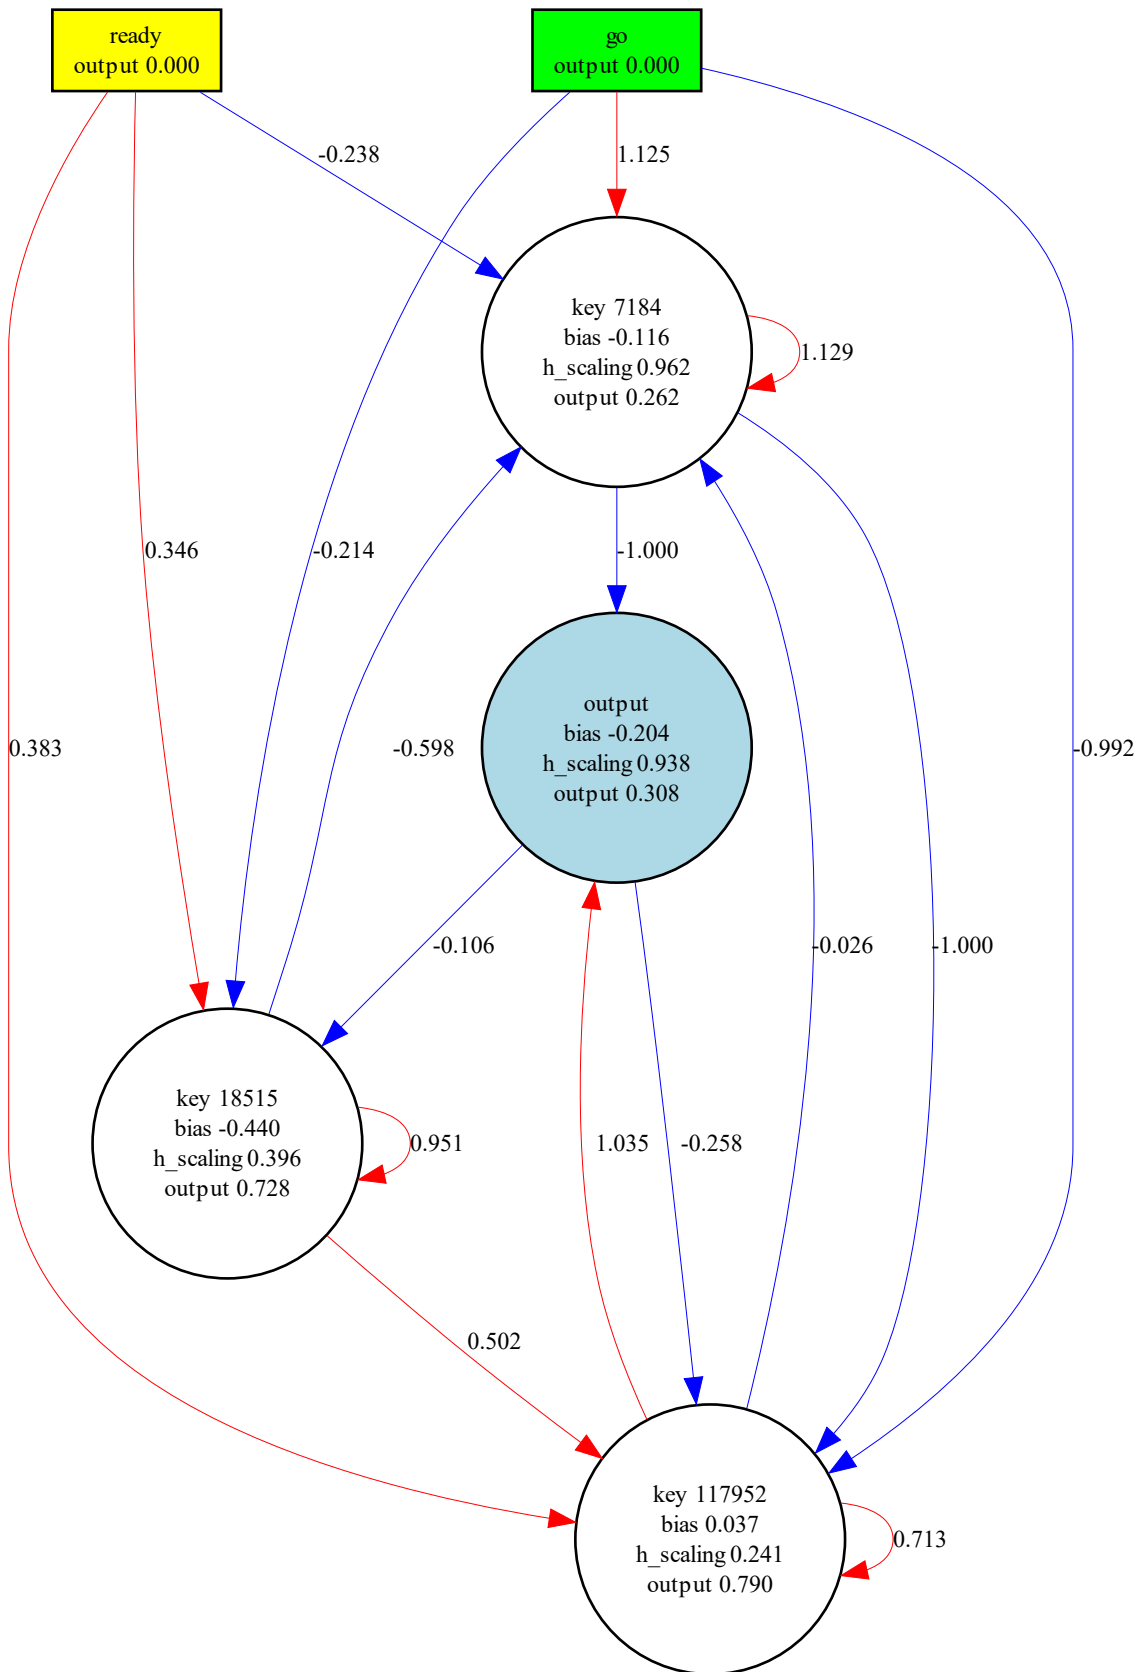 ready
output 0.000
go
output 0.000
-0.238
1.125
key 7184
bias -0.116
h_scaling 0.962
output 0.262
1.129
0.346
-0.214
-1.000
output
bias -0.204
h_scaling 0.938
output 0.308
0.383
-0.598
-0.992
-0.106
-0.026
-1.000
key 18515
bias -0.440
h_scaling 0.396
output 0.728
0.951
1.035
-0.258
0.502
key 117952
bias 0.037
h_scaling 0.241
output 0.790
0.713